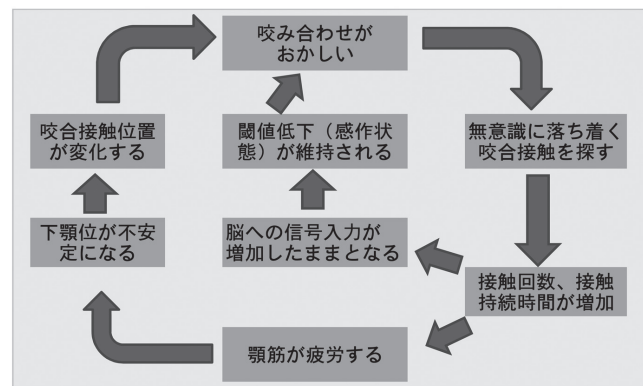 咬み合わせが
おかしい
咬合接触位置
が変化する
閾値低下（感作状
態）が維持される
無意識に落ち着く
咬合接触を探す
下顎位が不安
定になる
脳への信号入力が
増加したままとなる
接触回数、接触
持続時間が増加
顎筋が疲労する